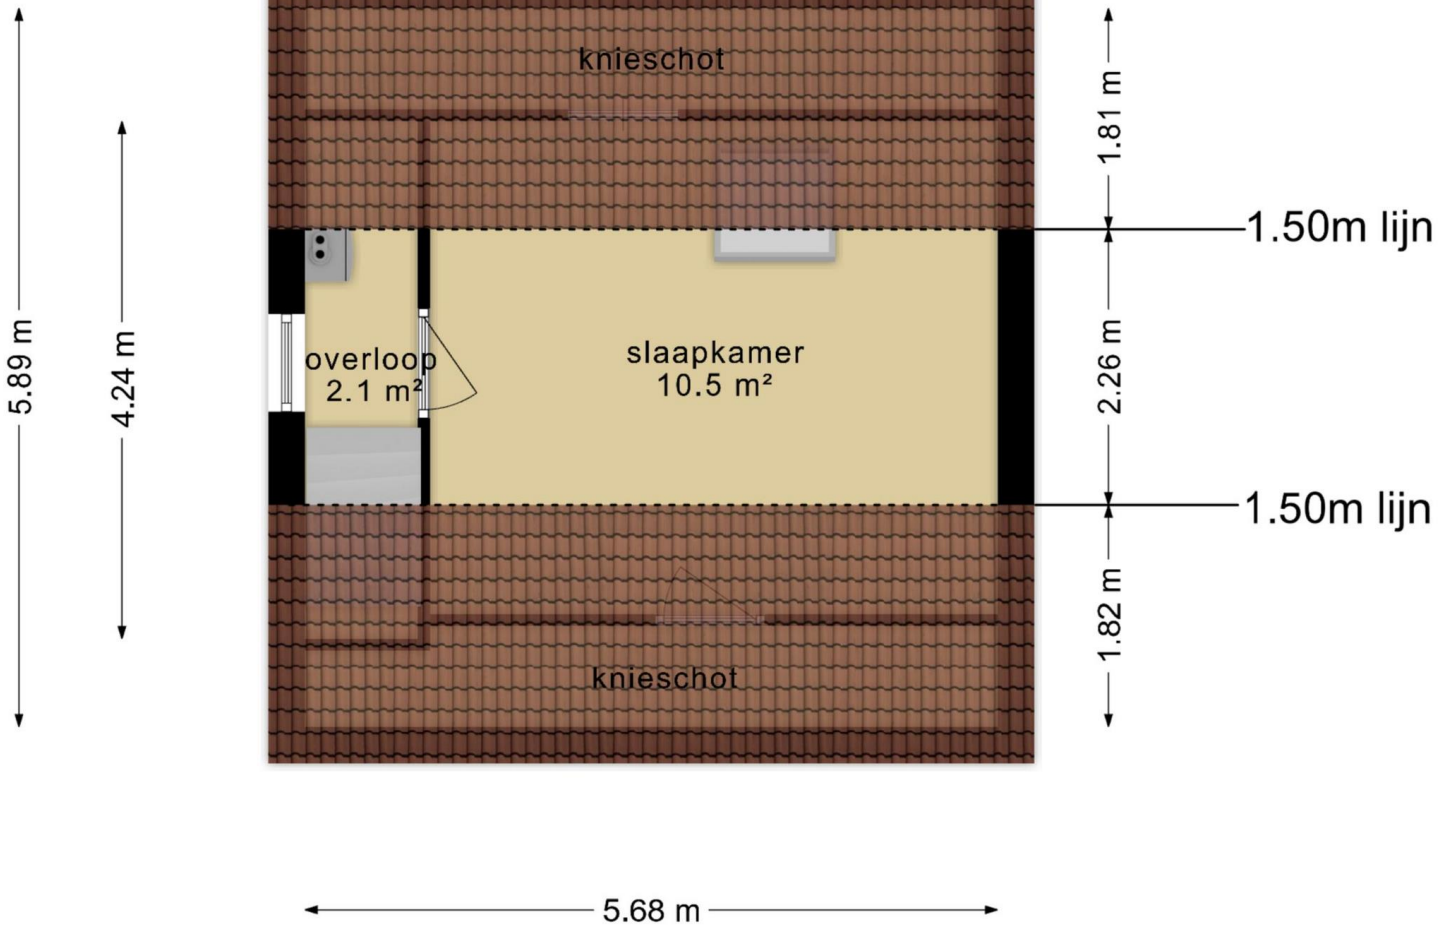 knieschot
1.81 m
1.50m lijn
5.89 m
4.24 m
overloop
2.1 m²
slaapkamer
10.5 m²
2.26 m
1.50m lijn
1.82 m
knieschot
5.68 m